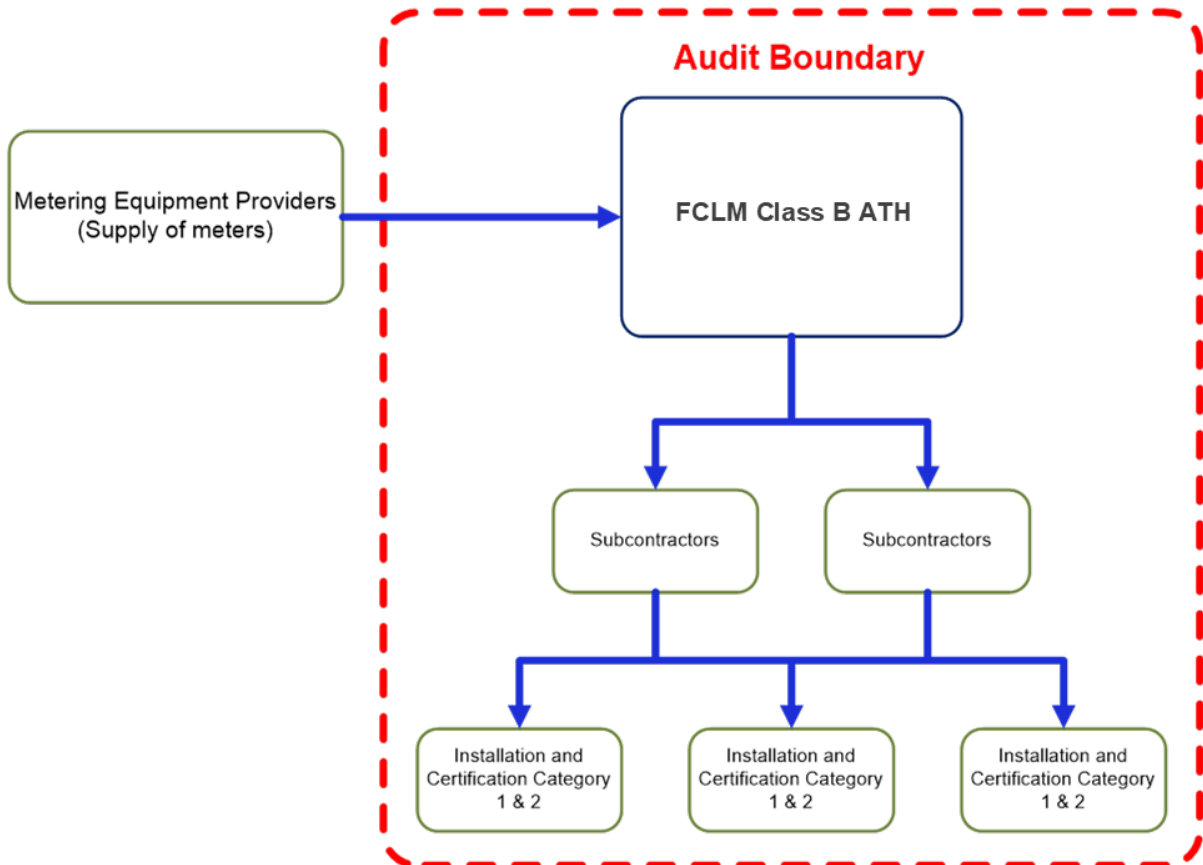 Audit Boundary
Metering Equipment Providers
(Supply of meters)
FCLM Class B ATH
Subcontractors
Subcontractors
Installation and
Certification Category
1 & 2
Installation and
Certification Category
1 & 2
Installation and
Certification Category
1 & 2